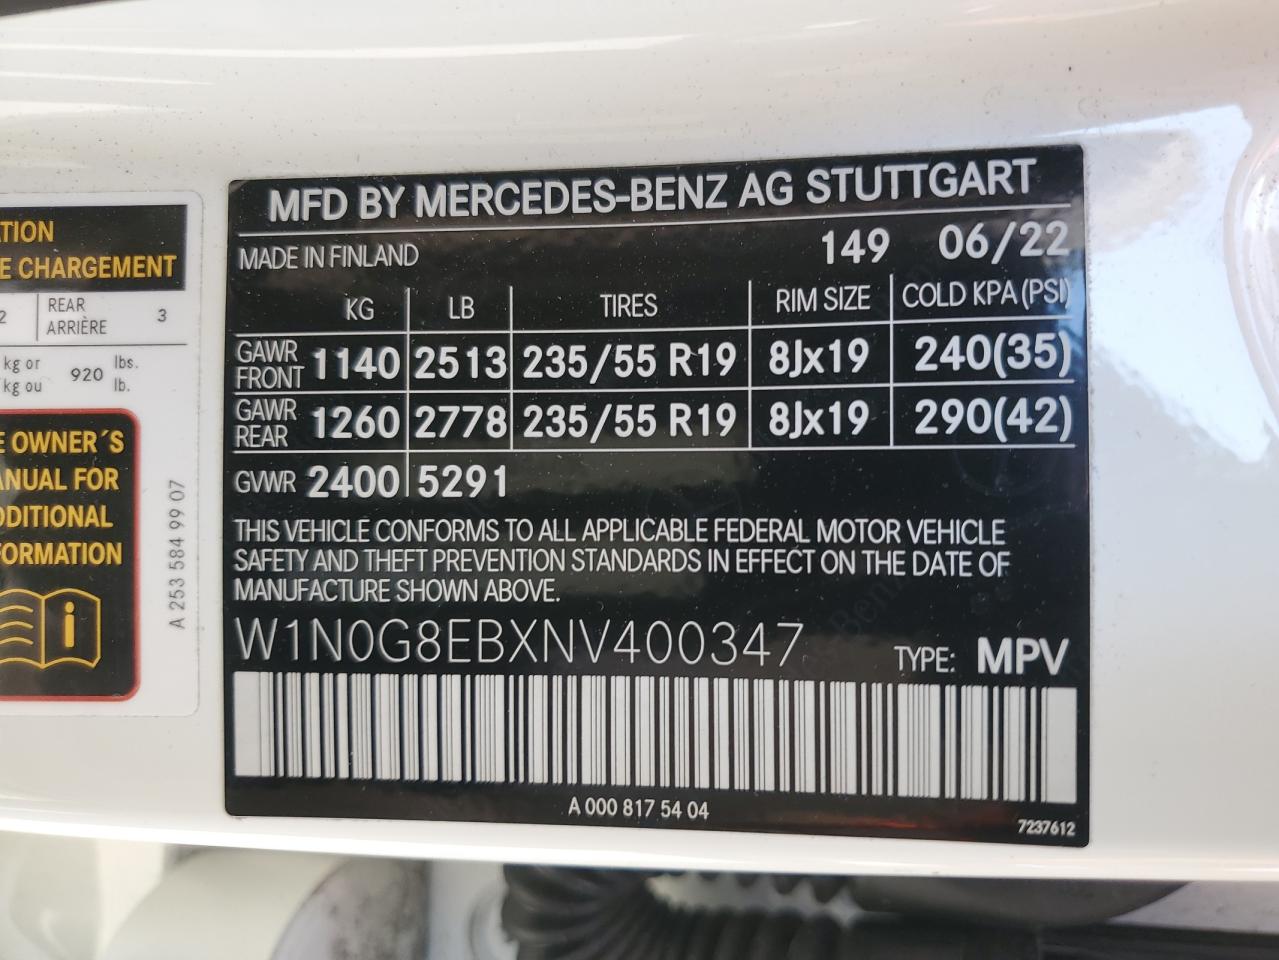 MFD BY MERCEDES-BENZ AG STUTTGART
MADE IN FINLAND 149 06/22
KG LB TIRES RIM SIZE COLD KPA (PSI)
GAWR FRONT 1140 2513 235/55 R19 8Jx19 240(35)
GAWR REAR 1260 2778 235/55 R19 8Jx19 290(42)
GVWR 2400 5291
THIS VEHICLE CONFORMS TO ALL APPLICABLE FEDERAL MOTOR VEHICLE
SAFETY AND THEFT PREVENTION STANDARDS IN EFFECT ON THE DATE OF
MANUFACTURE SHOWN ABOVE.
W1N0G8EBXNV400347 TYPE: MPV
A 000 817 54 04
7237612
CHARGEMENT
2 REAR ARRIÈRE 3
kg or
kg ou 920 lbs.
lb.
OWNER´S
FOR
A 253 584 99 07